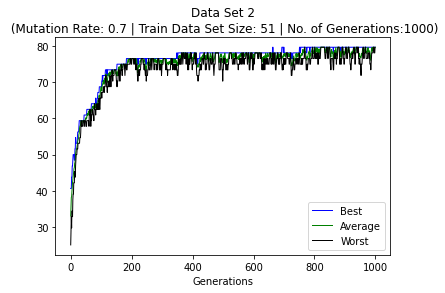 Data Set 2
(Mutation Rate: 0.7 | Train Data Set Size: 51 | No. of Generations:1000)
80
70
60
50
40
30
Best
Average
Worst
0 200 400 600 800 1000
Generations